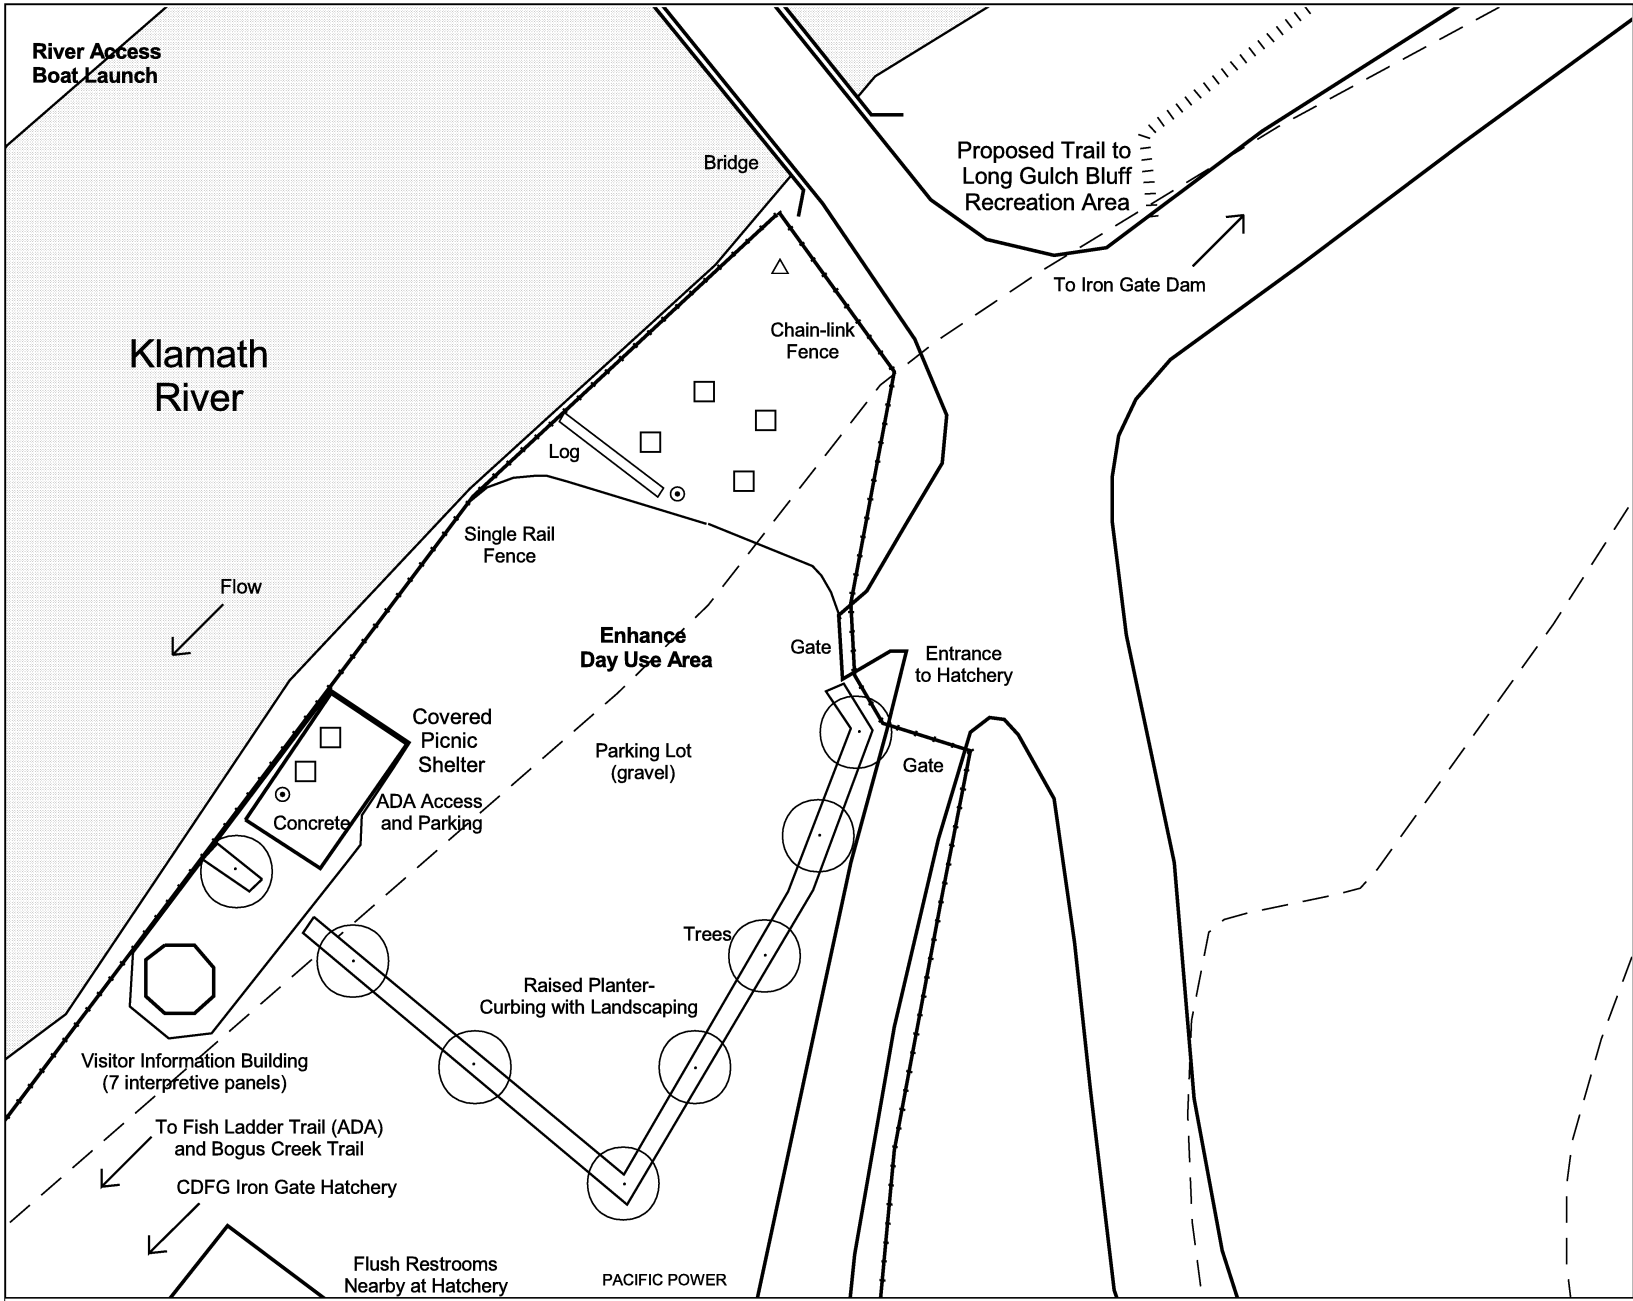 River Access
Boat Launch
Bridge
Proposed Trail to
Long Gulch Bluff
Recreation Area
To Iron Gate Dam
Chain-link
Fence
Klamath
River
Log
Single Rail
Fence
Flow
Enhance
Day Use Area
Gate
Entrance
to Hatchery
Covered
Picnic
Shelter
Parking Lot
(gravel)
Gate
ADA Access
and Parking
Concrete
Trees
Raised Planter-
Curbing with Landscaping
Visitor Information Building
(7 interpretive panels)
To Fish Ladder Trail (ADA)
and Bogus Creek Trail
CDFG Iron Gate Hatchery
Flush Restrooms
Nearby at Hatchery
PACIFIC POWER